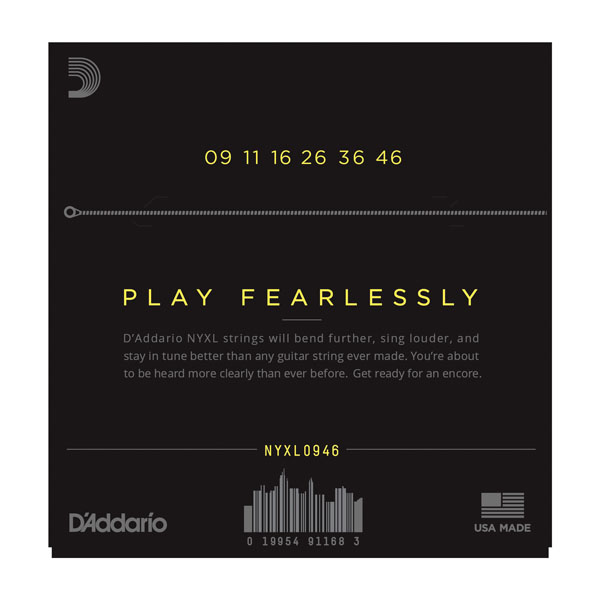 09 11 16 26 36 46
PLAY FEARLESSLY
D'Addario NYXL strings will bend further, sing louder, and
stay in tune better than any guitar string ever made. You're about
to be heard more clearly than ever before. Get ready for an encore.
NYXL0946
D'Addario
0 19954 91168 3
USA MADE